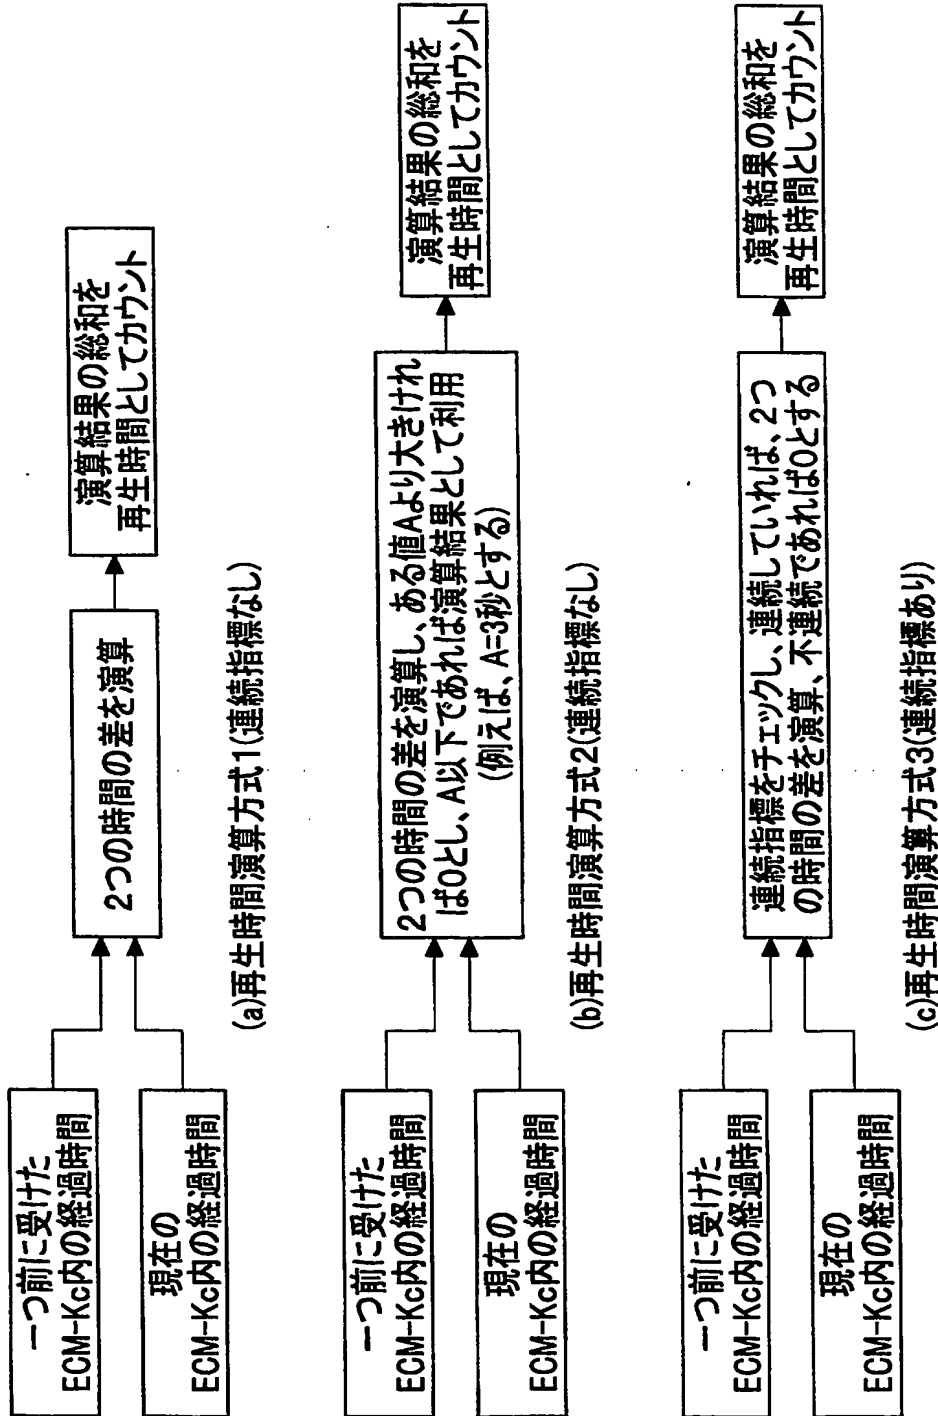 一つ前に受けた
ECM-Kc内の経過時間
現在の
ECM-Kc内の経過時間
2つの時間の差を演算
演算結果の総和を
再生時間としてカウント
(a)再生時間演算方式1(連続指標なし)
一つ前に受けた
ECM-Kc内の経過時間
現在の
ECM-Kc内の経過時間
2つの時間の差を演算し、ある値Aより大きけれ
ば0とし、A以下であれば演算結果として利用
(例えば、A=3秒とする)
演算結果の総和を
再生時間としてカウント
(b)再生時間演算方式2(連続指標なし)
一つ前に受けた
ECM-Kc内の経過時間
現在の
ECM-Kc内の経過時間
連続指標をチェックし、連続していれば、2つ
の時間の差を演算、不連続であれば0とする
演算結果の総和を
再生時間としてカウント
(c)再生時間演算方式3(連続指標あり)